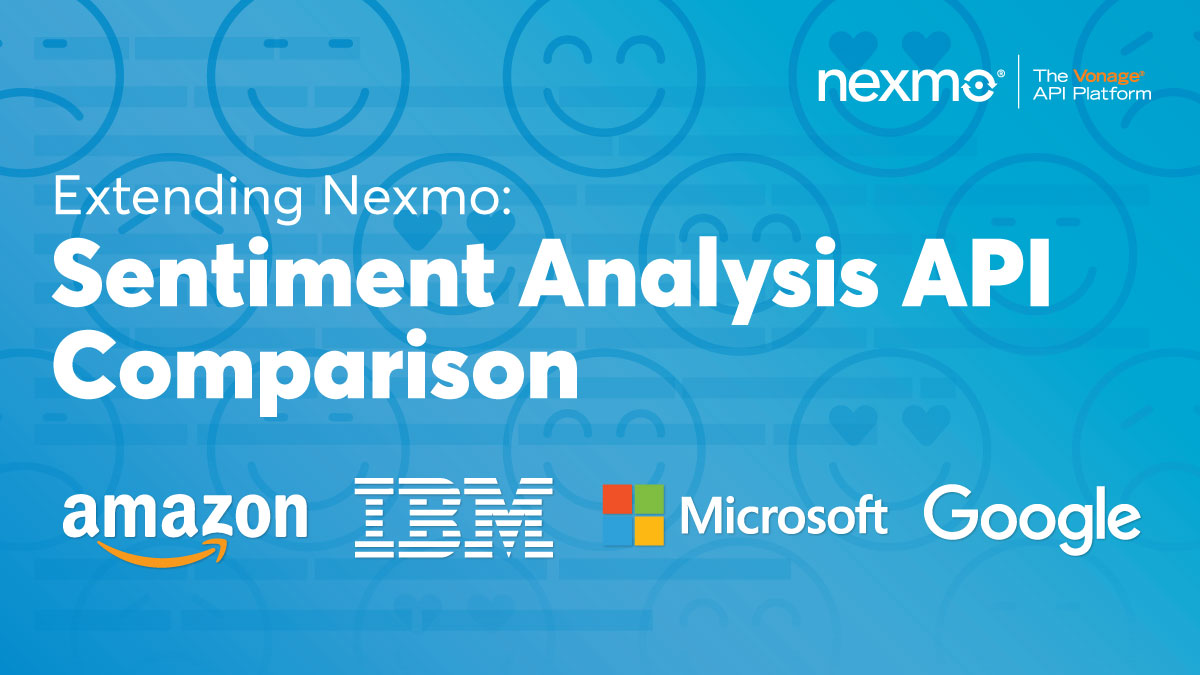 nexmo® | The Vonage®
API Platform
Extending Nexmo:
Sentiment Analysis API
Comparison
amazon IBM Microsoft Google